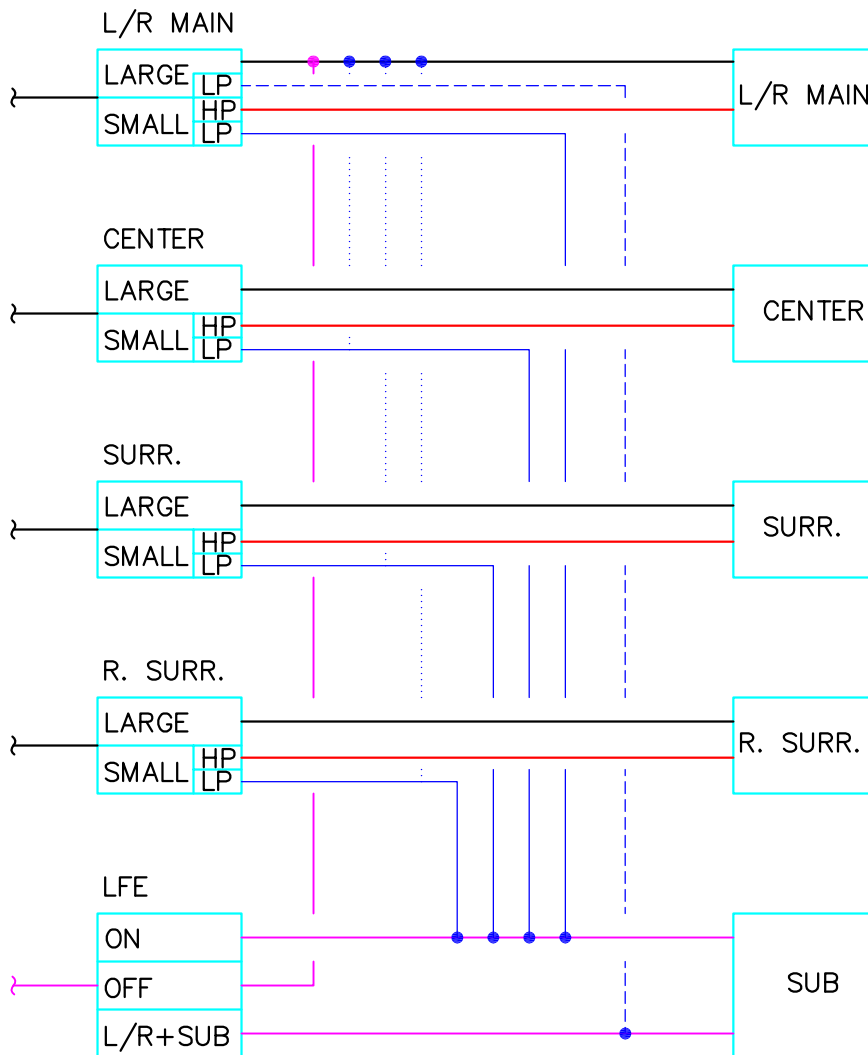 L/R MAIN
LARGE
LP
HP
SMALL
LP
L/R MAIN
CENTER
LARGE
HP
SMALL
LP
CENTER
SURR.
LARGE
HP
SMALL
LP
SURR.
R. SURR.
LARGE
HP
SMALL
LP
R. SURR.
LFE
ON
OFF
L/R+SUB
SUB